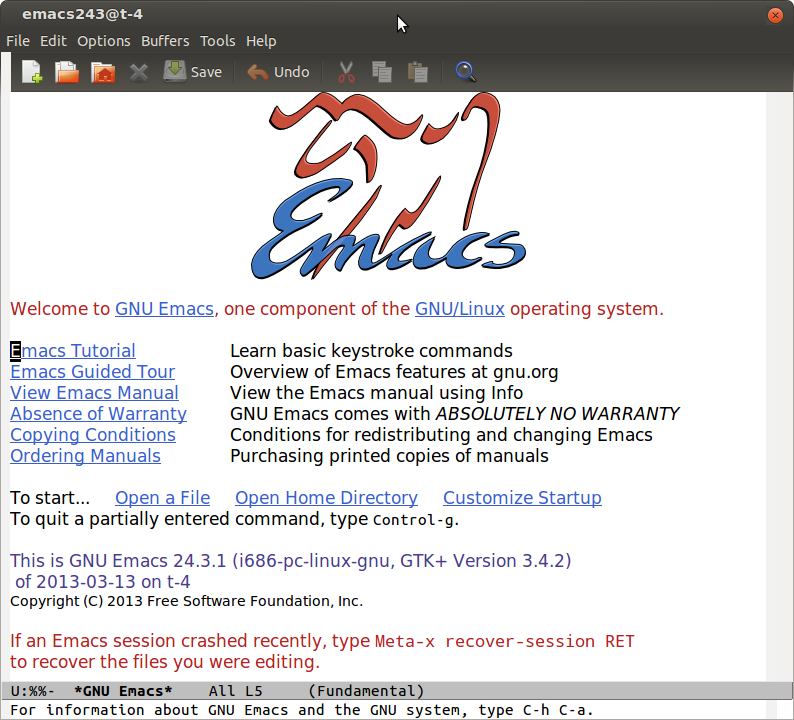 emacs243@t-4
File Edit Options Buffers Tools Help
Save Undo
Emacs
Welcome to GNU Emacs, one component of the GNU/Linux operating system.
Emacs Tutorial Learn basic keystroke commands
Emacs Guided Tour Overview of Emacs features at gnu.org
View Emacs Manual View the Emacs manual using Info
Absence of Warranty GNU Emacs comes with ABSOLUTELY NO WARRANTY
Copying Conditions Conditions for redistributing and changing Emacs
Ordering Manuals Purchasing printed copies of manuals
To start... Open a File Open Home Directory Customize Startup
To quit a partially entered command, type Control-g.
This is GNU Emacs 24.3.1 (i686-pc-linux-gnu, GTK+ Version 3.4.2)
of 2013-03-13 on t-4
Copyright (C) 2013 Free Software Foundation, Inc.
If an Emacs session crashed recently, type Meta-x recover-session RET
to recover the files you were editing.
U:%%- *GNU Emacs* All L5 (Fundamental)
For information about GNU Emacs and the GNU system, type C-h C-a.